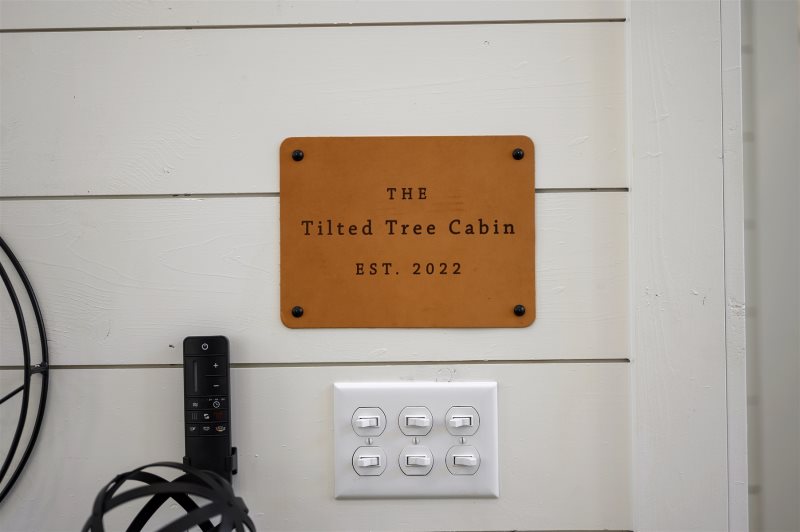 THE
Tilted Tree Cabin
EST. 2022